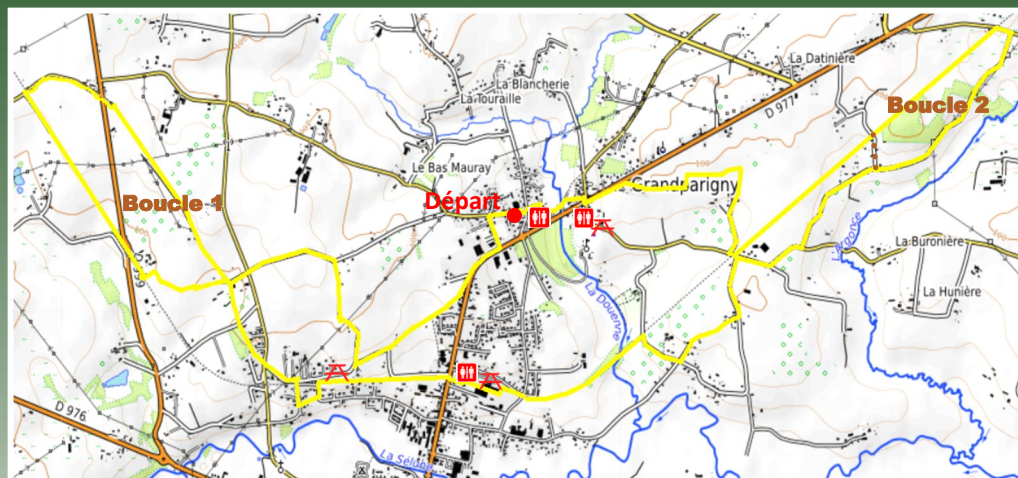 La Datinière
La Blancherie
La Touraille
D 977
Boucle 2
100
Le Bas Mauray
Grandparigny
Boucle 1
Départ
La Buronière
La Hunière
La Douenne
D 976
La Sélune